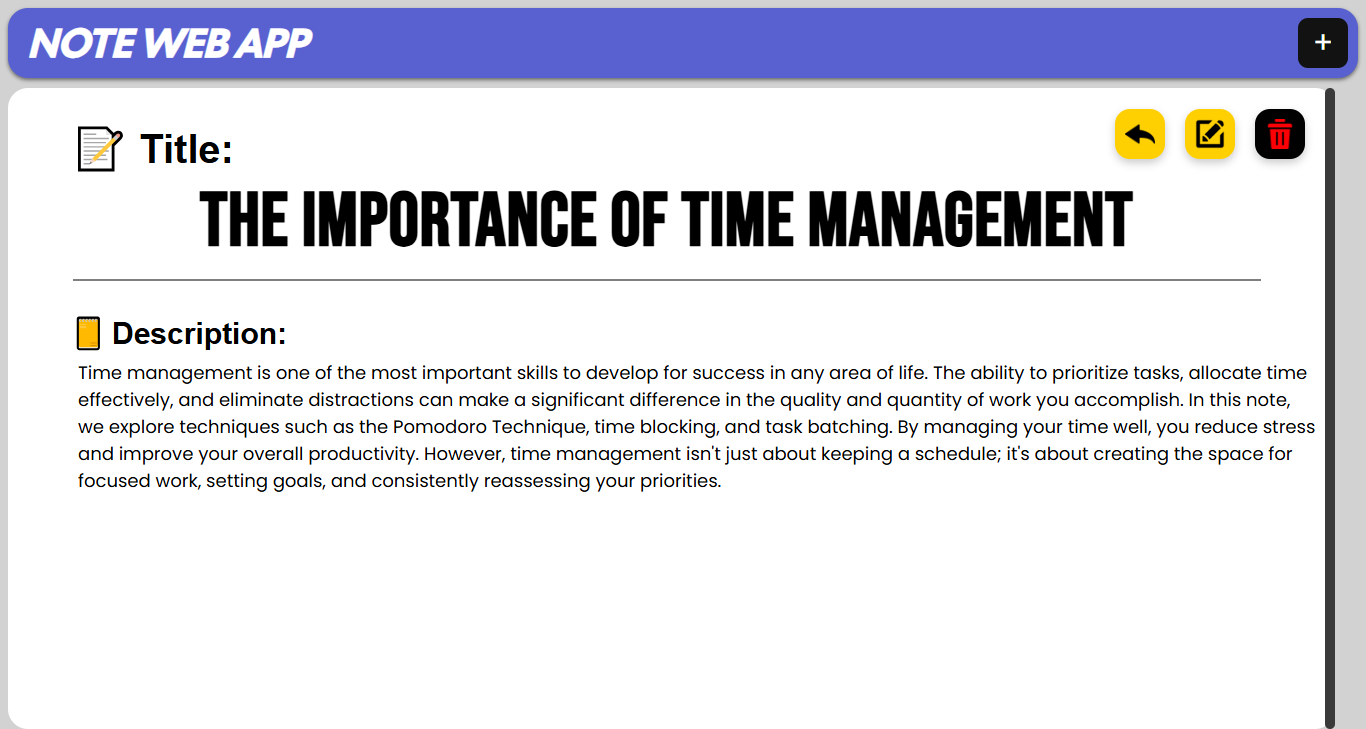 NOTE WEB APP
+
Title:
THE IMPORTANCE OF TIME MANAGEMENT
Description:
Time management is one of the most important skills to develop for success in any area of life. The ability to prioritize tasks, allocate time
effectively, and eliminate distractions can make a significant difference in the quality and quantity of work you accomplish. In this note,
we explore techniques such as the Pomodoro Technique, time blocking, and task batching. By managing your time well, you reduce stress
and improve your overall productivity. However, time management isn't just about keeping a schedule; it's about creating the space for
focused work, setting goals, and consistently reassessing your priorities.